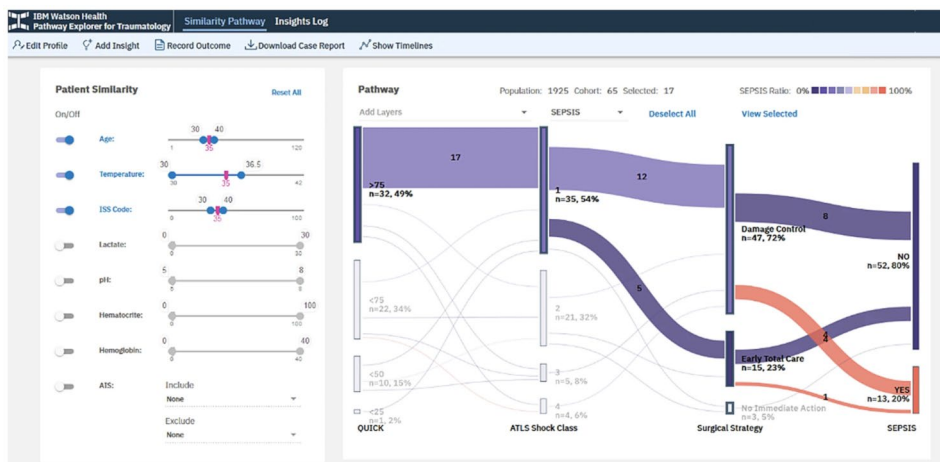 IBM Watson Health
Pathway Explorer for Traumatology
Similarity Pathway Insights Log
Edit Profile Add Insight Record Outcome Download Case Report Show Timelines
Patient Similarity
Reset All
On/Off
Age:
30 40
1 35 120
Temperature:
30 36.5
30 35 42
ISS Code:
30 40
0 35 100
Lactate:
0 30
0 30
pH:
5 8
Hematocrite:
0 100
0 100
Hemoglobin:
0 40
0 40
AIS:
Include
None
Exclude
None
Pathway
Population: 1925 Cohort: 65 Selected: 17
SEPSIS Ratio: 0% 100%
Add Layers
SEPSIS
Deselect All
View Selected
17
12
8
5
4
4
1
>75
n=32, 49%
<75
n=22, 34%
<50
n=10, 15%
<25
n=1, 2%
QUICK
1
n=35, 54%
2
n=21, 32%
3
n=5, 8%
4
n=4, 6%
ATLS Shock Class
Damage Control
n=47, 72%
Early Total Care
n=15, 23%
No Immediate Action
n=3, 5%
Surgical Strategy
NO
n=52, 80%
YES
n=13, 20%
SEPSIS